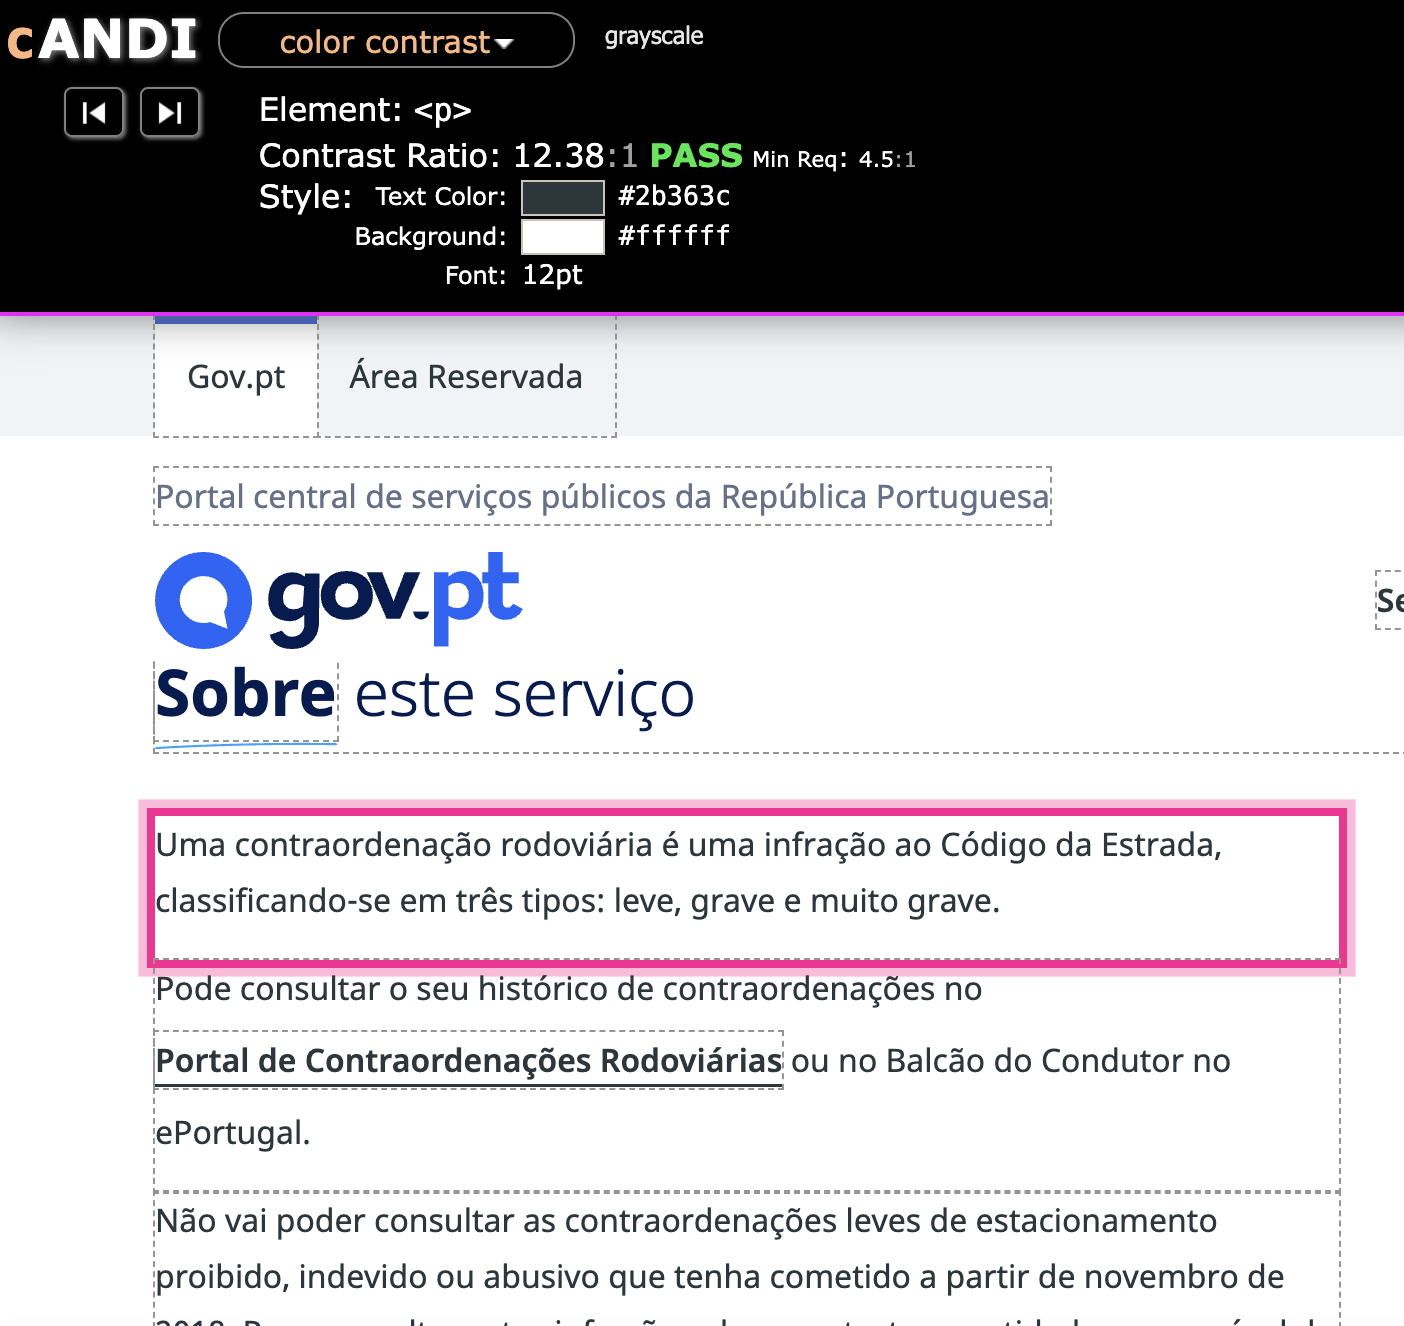 cANDI color contrast grayscale
Element: <p>
Contrast Ratio: 12.38:1 PASS Min Req: 4.5:1
Style: Text Color: #2b363c
Background: #ffffff
Font: 12pt
Gov.pt Área Reservada
Portal central de serviços públicos da República Portuguesa
gov.pt
Sobre este serviço
Uma contraordenação rodoviária é uma infração ao Código da Estrada,
classificando-se em três tipos: leve, grave e muito grave.
Pode consultar o seu histórico de contraordenações no
Portal de Contraordenações Rodoviárias ou no Balcão do Condutor no
ePortugal.
Não vai poder consultar as contraordenações leves de estacionamento
proibido, indevido ou abusivo que tenha cometido a partir de novembro de